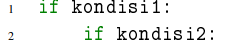 1 if kondisi1:
2     if kondisi2: